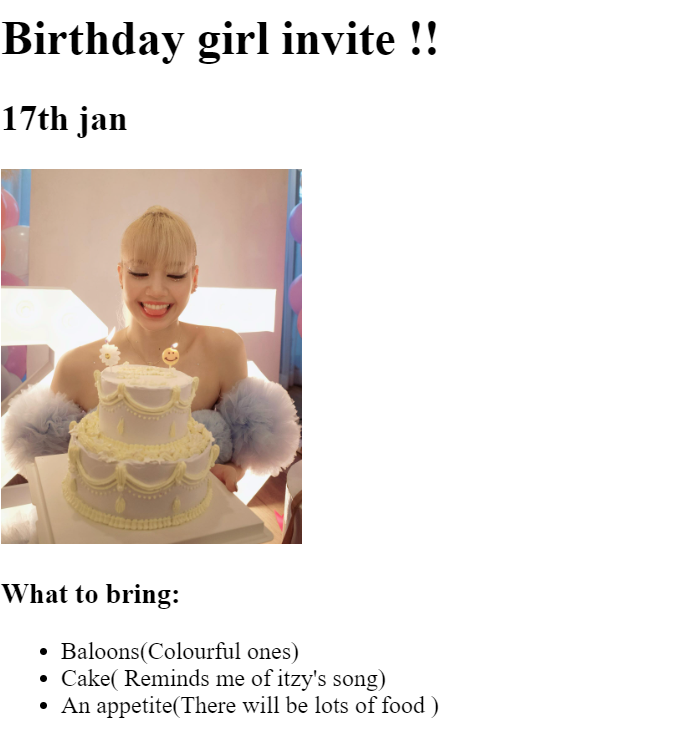 Birthday girl invite !!
17th jan
What to bring:
Baloons(Colourful ones)
Cake( Reminds me of itzy's song)
An appetite(There will be lots of food )